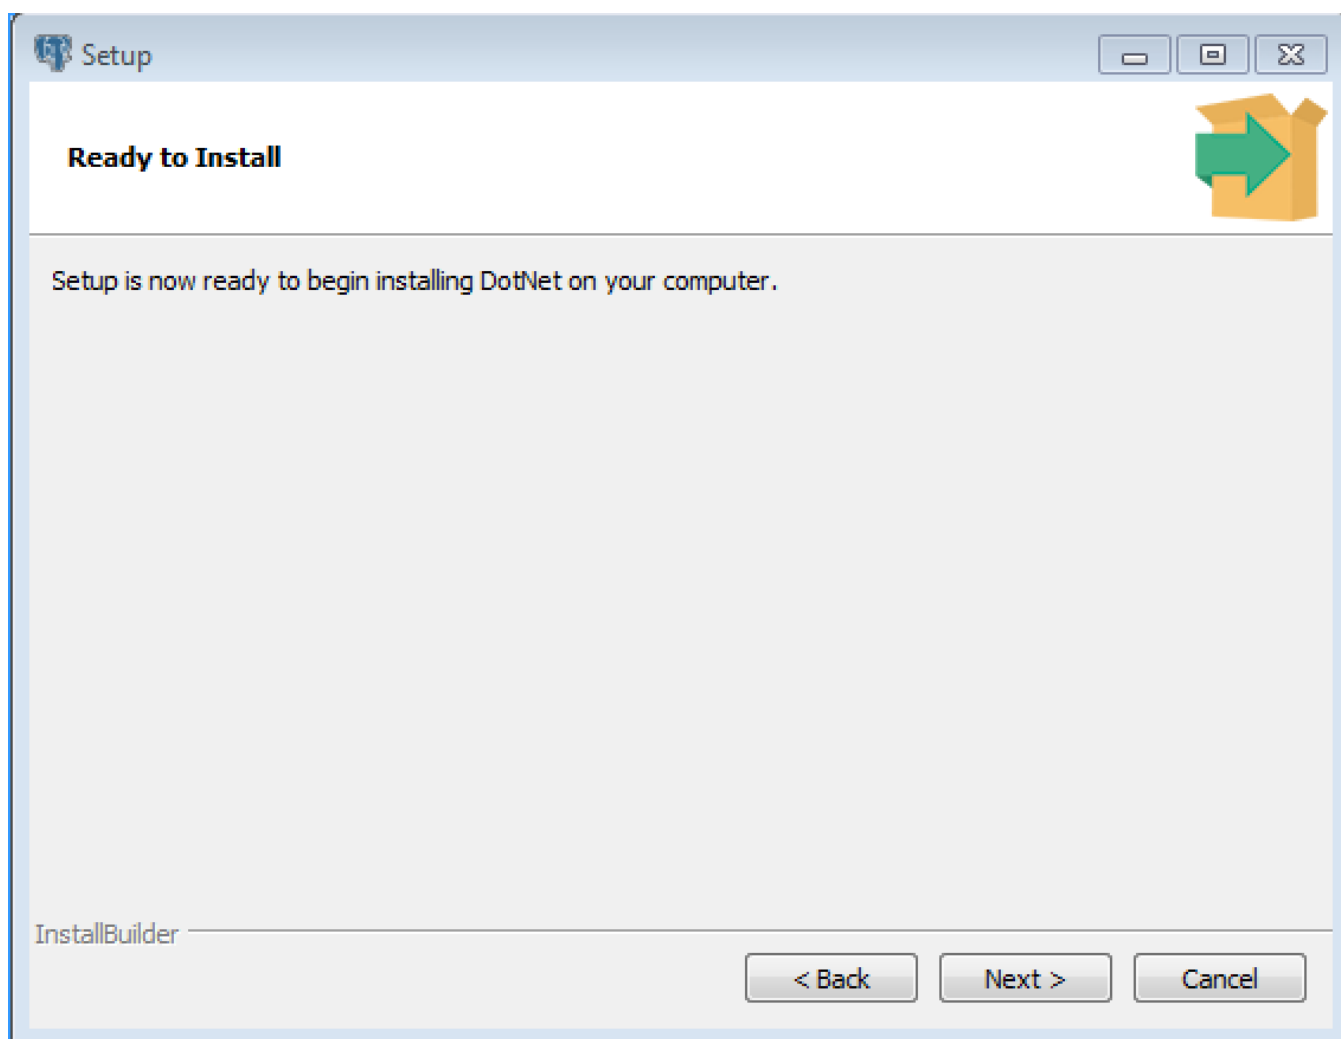 Setup
Ready to Install
Setup is now ready to begin installing DotNet on your computer.
InstallBuilder
< Back
Next >
Cancel